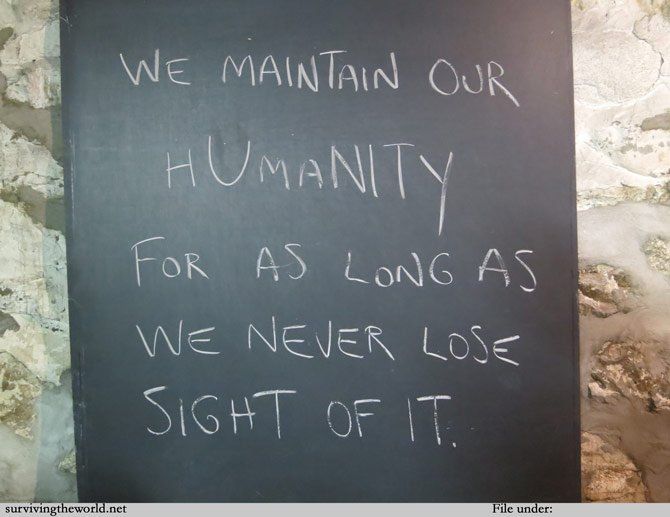 WE MAINTAIN OUR
HUMANITY
FOR AS LONG AS
WE NEVER LOSE
SIGHT OF IT.
survivingtheworld.net File under: